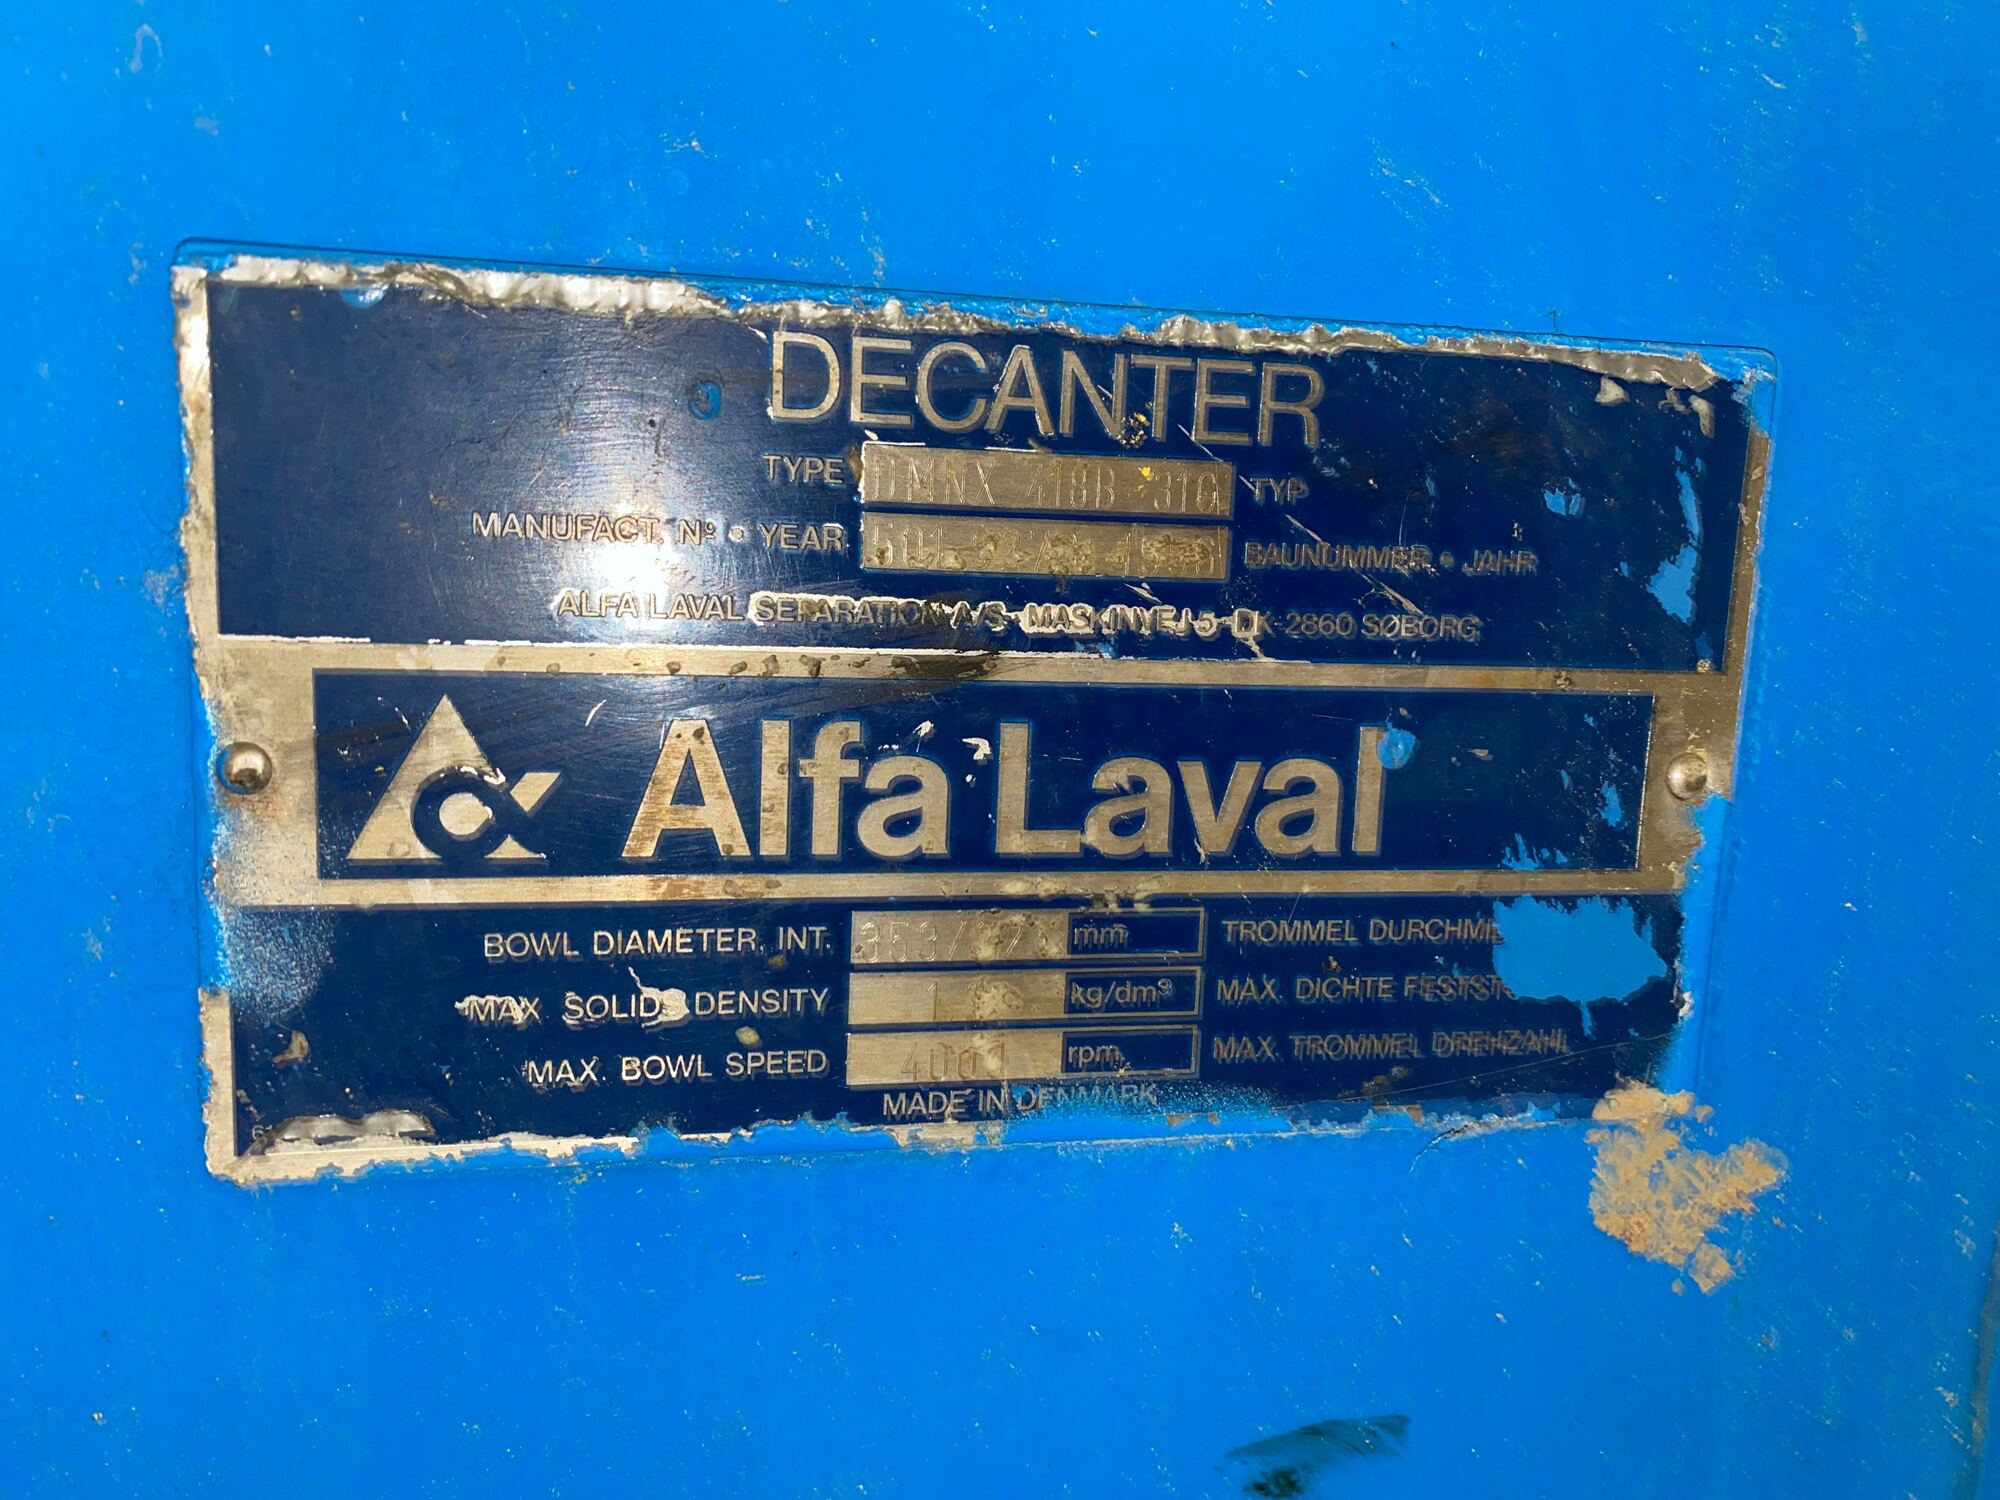 DECANTER
TYPE DMNX 418B-31G TYP
MANUFACT. Nº • YEAR BAUNUMMER • JAHR
ALFA LAVAL SEPARATION A/S - MASKINVEJ 5 - DK-2860 SØBORG
Alfa Laval
BOWL DIAMETER, INT. mm TROMMEL
MAX. SOLIDS DENSITY kg/dm³ MAX. DICHTE
MAX. BOWL SPEED rpm MAX. TROMMEL DREHZAHL
MADE IN DENMARK